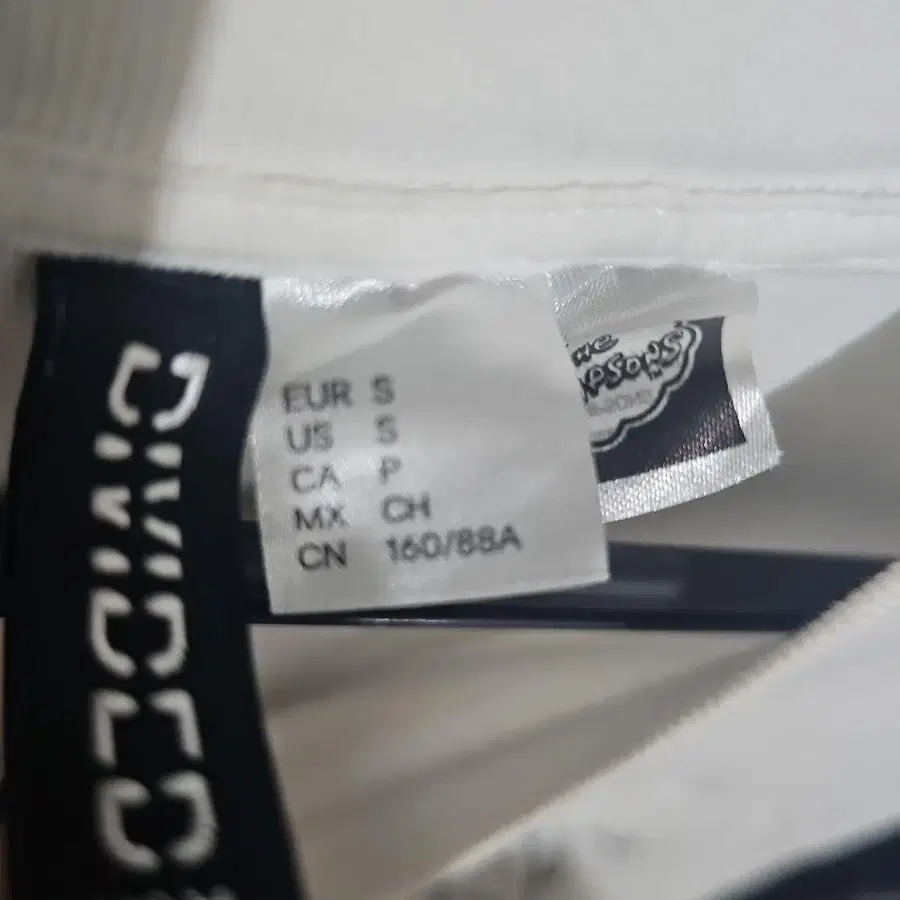 DIVIDED
EUR S
US S
CA P
MX CH
CN 160/88A